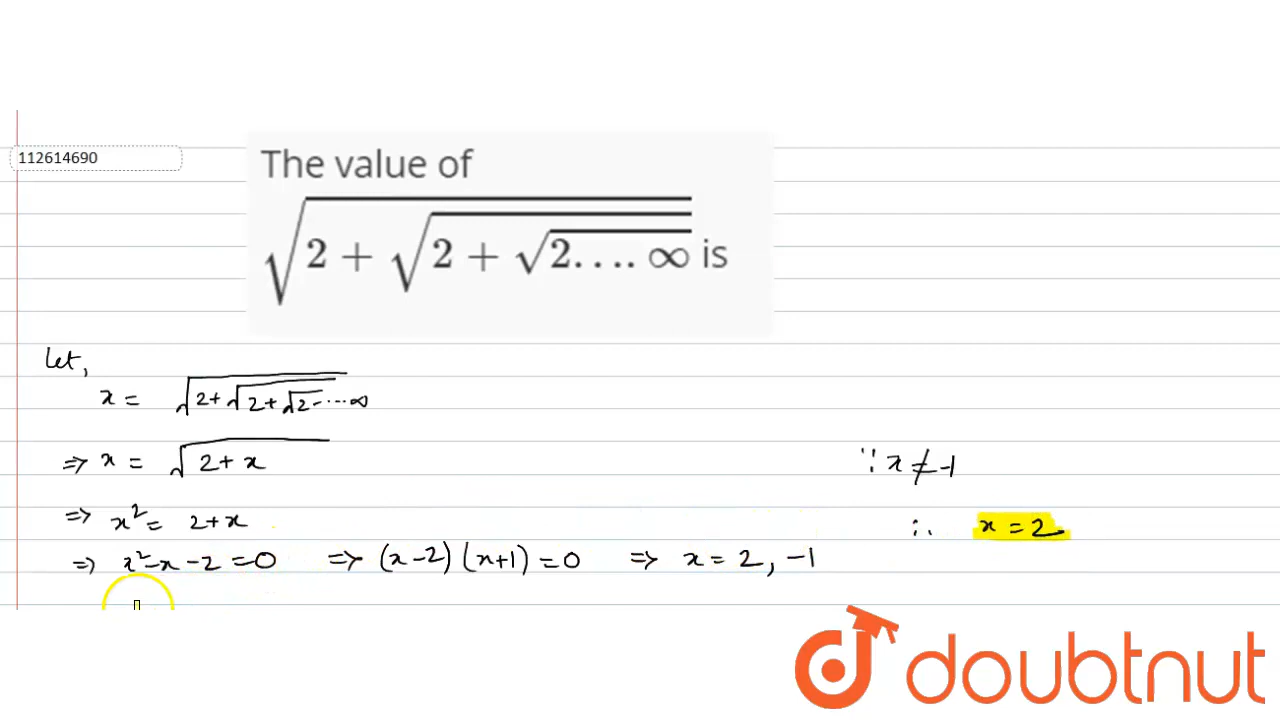 112614690
The value of
√2 + √2 + √2.... ∞ is
Let,
x = √2+√2+√2-...∞
⇒ x = √2+x
⇒ x² = 2+x
⇒ x²-x-2=0 ⇒ (x-2)(x+1)=0 ⇒ x=2, -1
∵ x ≠ -1
∴ x = 2
doubtnut